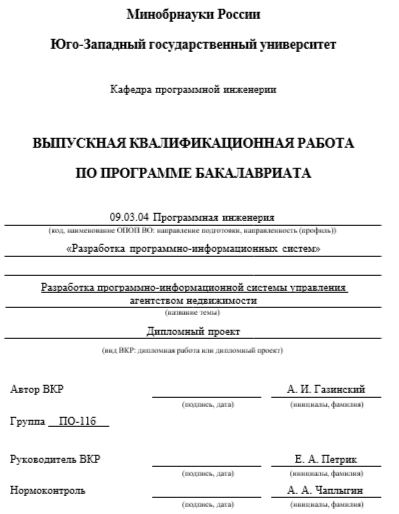 Минобрнауки России
Юго-Западный государственный университет
Кафедра программной инженерии
ВЫПУСКНАЯ КВАЛИФИКАЦИОННАЯ РАБОТА
ПО ПРОГРАММЕ БАКАЛАВРИАТА
09.03.04 Программная инженерия
(код, наименование ОПОП ВО: направление подготовки, направленность (профиль))
«Разработка программно-информационных систем»
Разработка программно-информационной системы управления
агентством недвижимости
(название темы)
Дипломный проект
(вид ВКР: дипломная работа или дипломный проект)
Автор ВКР А. И. Газинский
(подпись, дата) (инициалы, фамилия)
Группа ПО-11б
Руководитель ВКР Е. А. Петрик
(подпись, дата) (инициалы, фамилия)
Нормоконтроль А. А. Чаплыгин
(подпись, дата) (инициалы, фамилия)